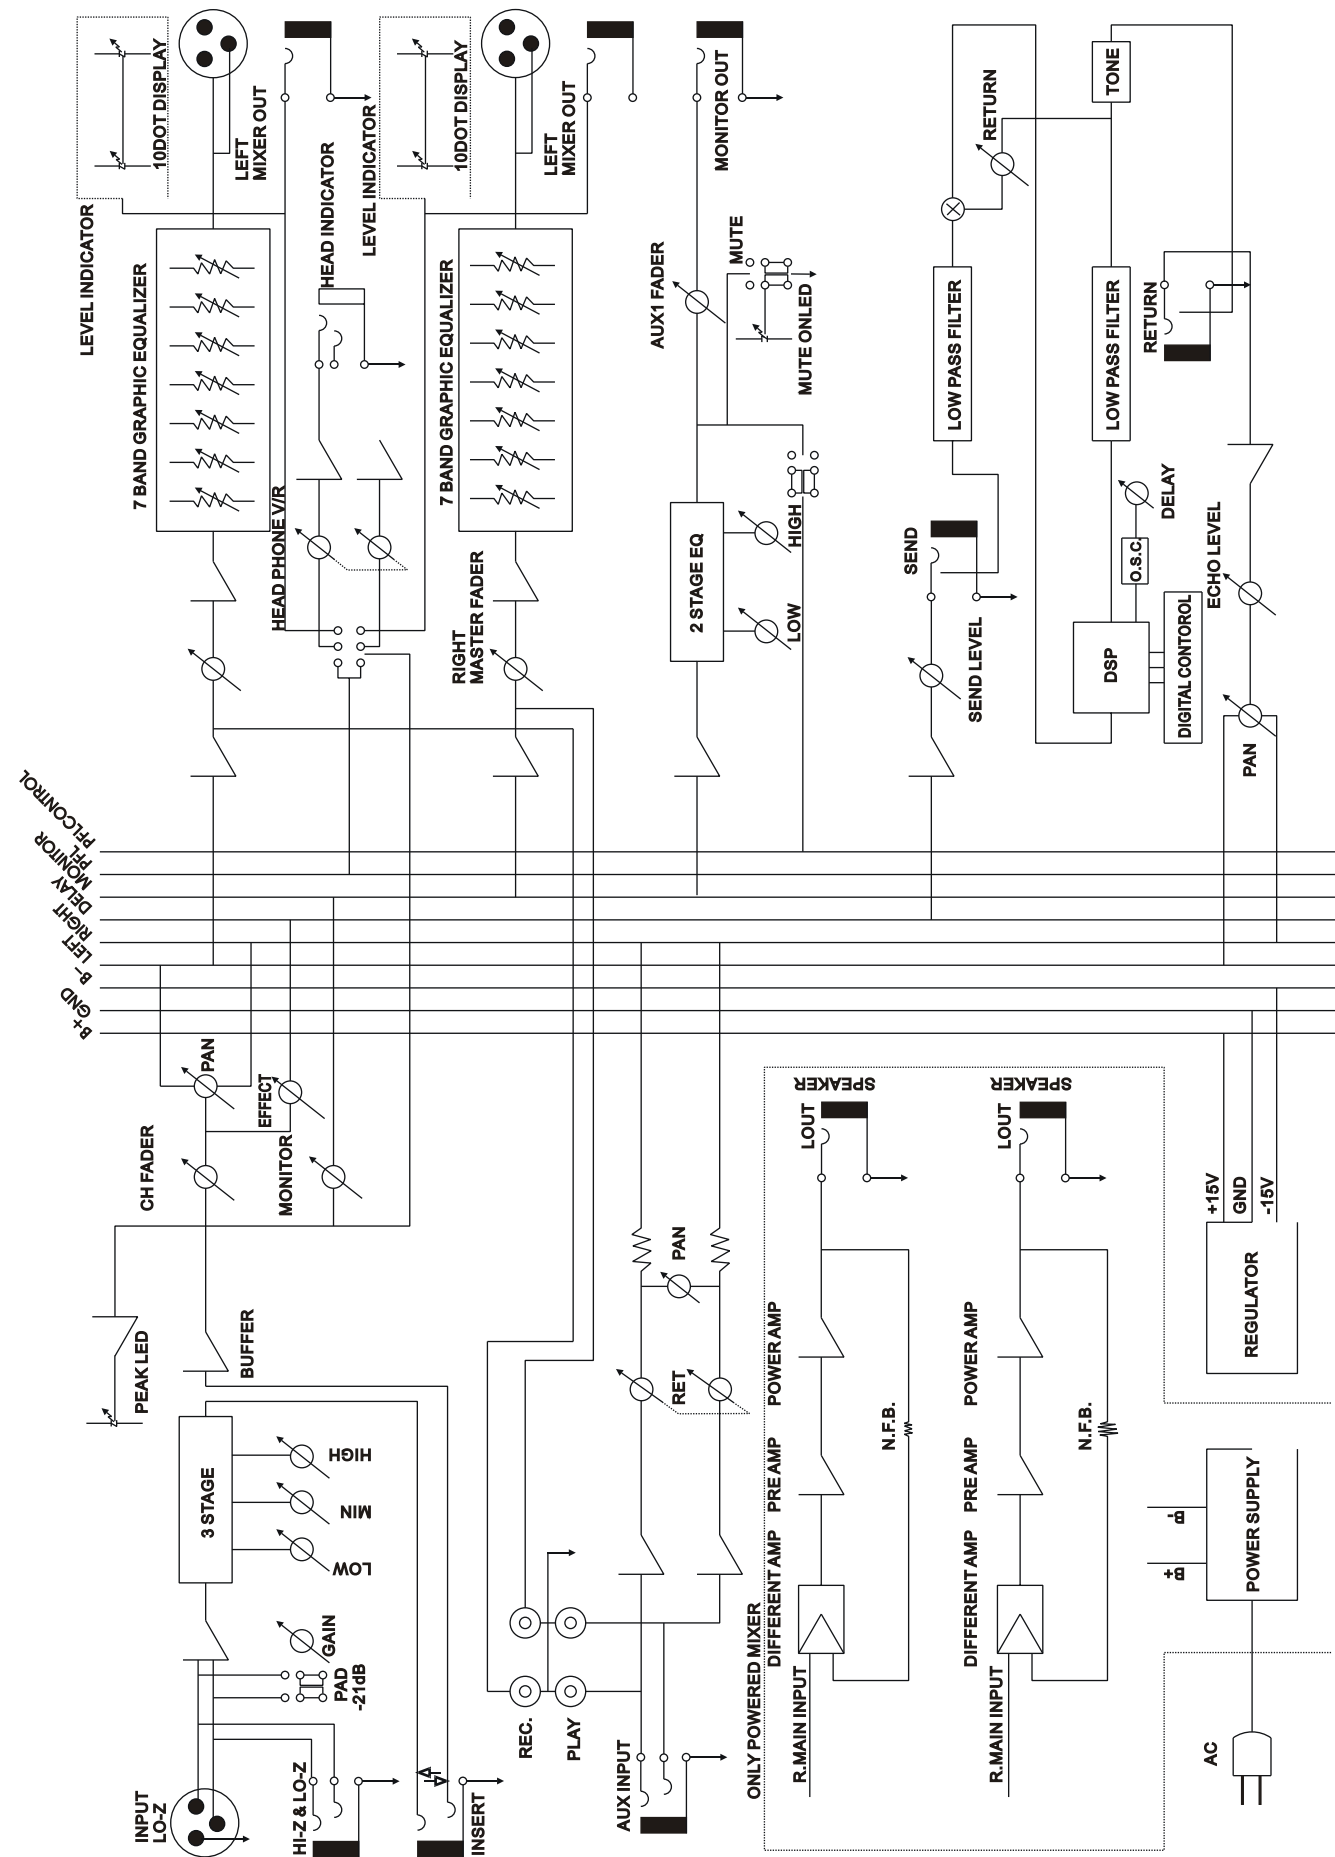 10DOT DISPLAY
LEFT
MIXER OUT
LEVEL INDICATOR
HEAD INDICATOR
LEVEL INDICATOR
10DOT DISPLAY
LEFT
MIXER OUT
MONITOR OUT
RETURN
TONE
7 BAND GRAPHIC EQUALIZER
7 BAND GRAPHIC EQUALIZER
AUX1 FADER
MUTE
MUTE ONLED
LOW PASS FILTER
LOW PASS FILTER
RETURN
HEAD PHONE V/R
RIGHT
MASTER FADER
2 STAGE EQ
HIGH
LOW
SEND
SEND LEVEL
DELAY
O.S.C.
DSP
DIGITAL CONTOROL
ECHO LEVEL
PAN
PFLCONTROL
PFL
MONITOR
DELAY
RIGHT
LEFT
B-
GND
B+
PAN
EFFECT
CH FADER
MONITOR
PEAK LED
BUFFER
3 STAGE
HIGH
MIN
LOW
GAIN
PAD
-21dB
INPUT
LO-Z
HI-Z & LO-Z
INSERT
REC.
PLAY
AUX INPUT
PAN
RET
ONLY POWERED MIXER
SPEAKER
LOUT
POWER AMP
PRE AMP
DIFFERENT AMP
N.F.B.
R.MAIN INPUT
SPEAKER
LOUT
POWER AMP
PRE AMP
DIFFERENT AMP
N.F.B.
R.MAIN INPUT
+15V
GND
-15V
REGULATOR
B-
B+
POWER SUPPLY
AC